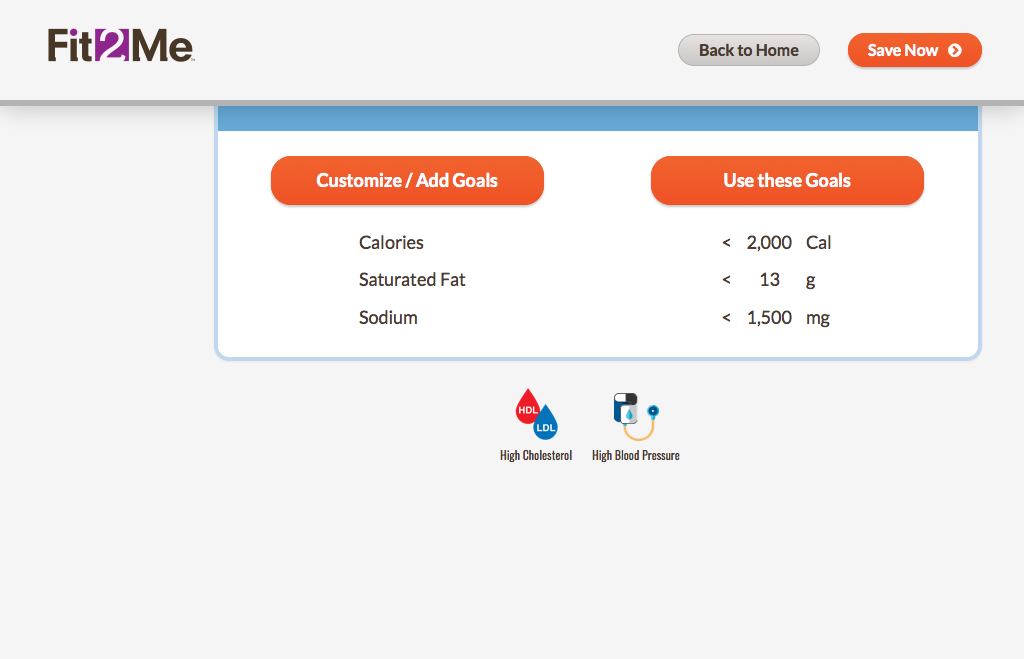 Fit2Me
Back to Home
Save Now
Customize / Add Goals
Use these Goals
Calories < 2,000 Cal
Saturated Fat < 13 g
Sodium < 1,500 mg
HDL
LDL
High Cholesterol
High Blood Pressure